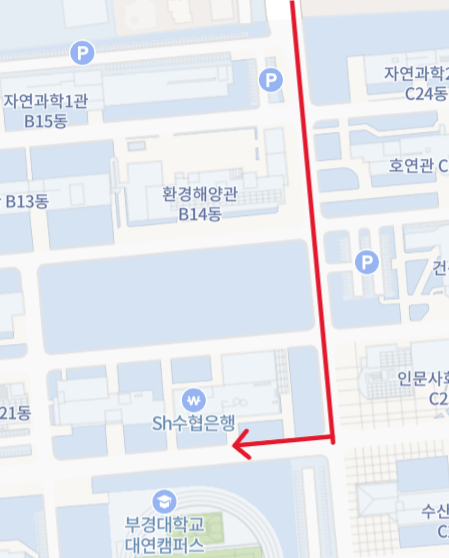 P
P
자연과학1관
B15동
자연과학2
C24동
호연관 C
B13동
환경해양관
B14동
P
건
₩
Sh수협은행
인문사회
C2
21동
부경대학교
대연캠퍼스
수산
C